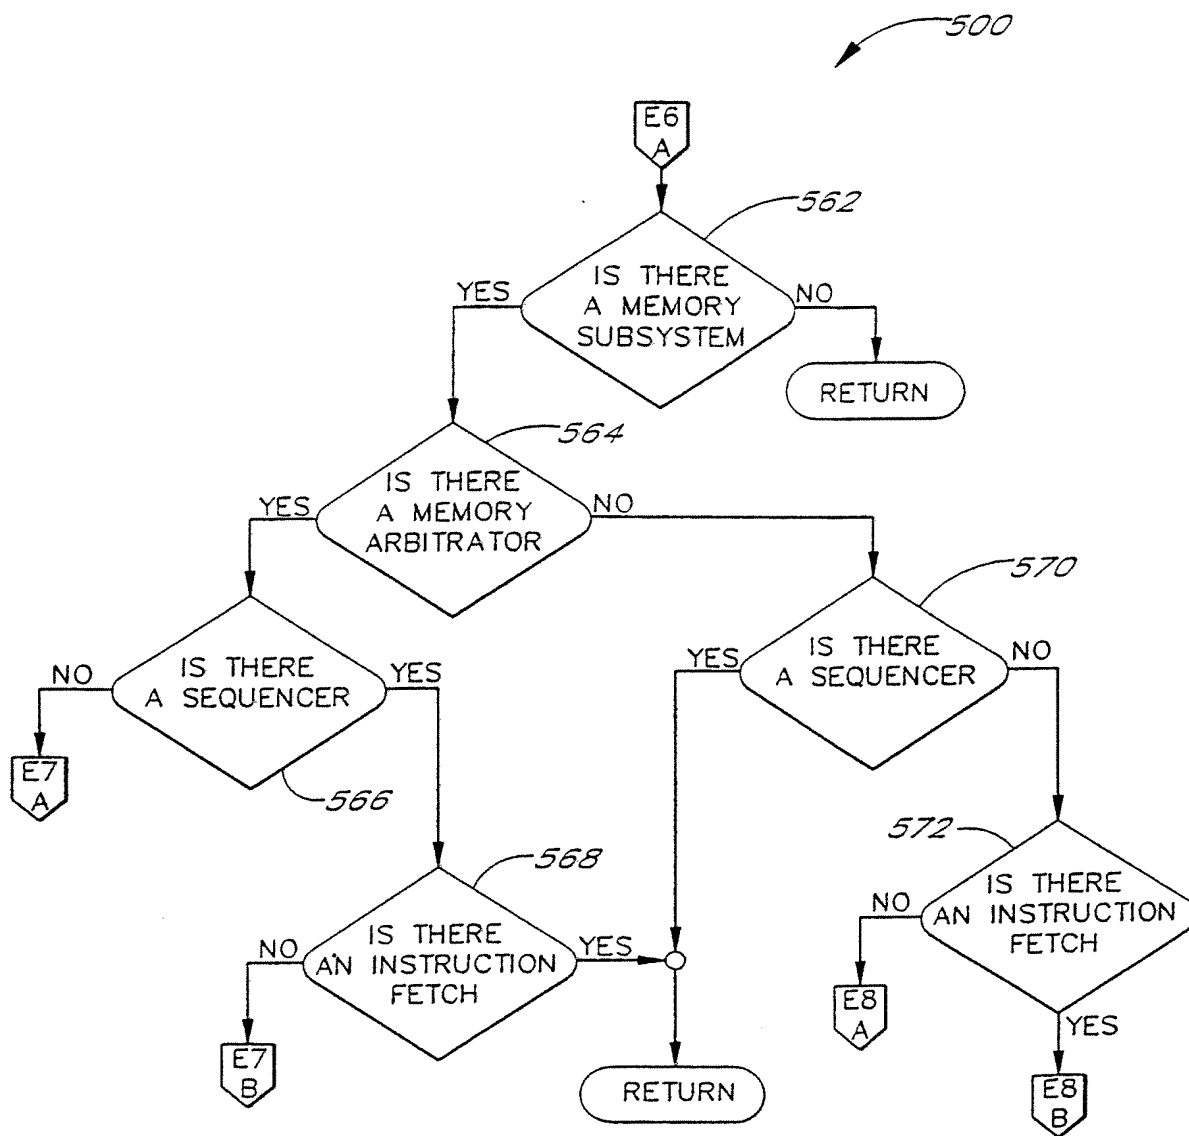 500
E6
A
562
IS THERE
A MEMORY
SUBSYSTEM
YES
NO
RETURN
564
IS THERE
A MEMORY
ARBITRATOR
YES
NO
570
IS THERE
A SEQUENCER
NO
YES
566
E7
A
IS THERE
A SEQUENCER
YES
NO
568
IS THERE
AN INSTRUCTION
FETCH
NO
YES
E7
B
RETURN
572
IS THERE
AN INSTRUCTION
FETCH
NO
YES
E8
A
E8
B